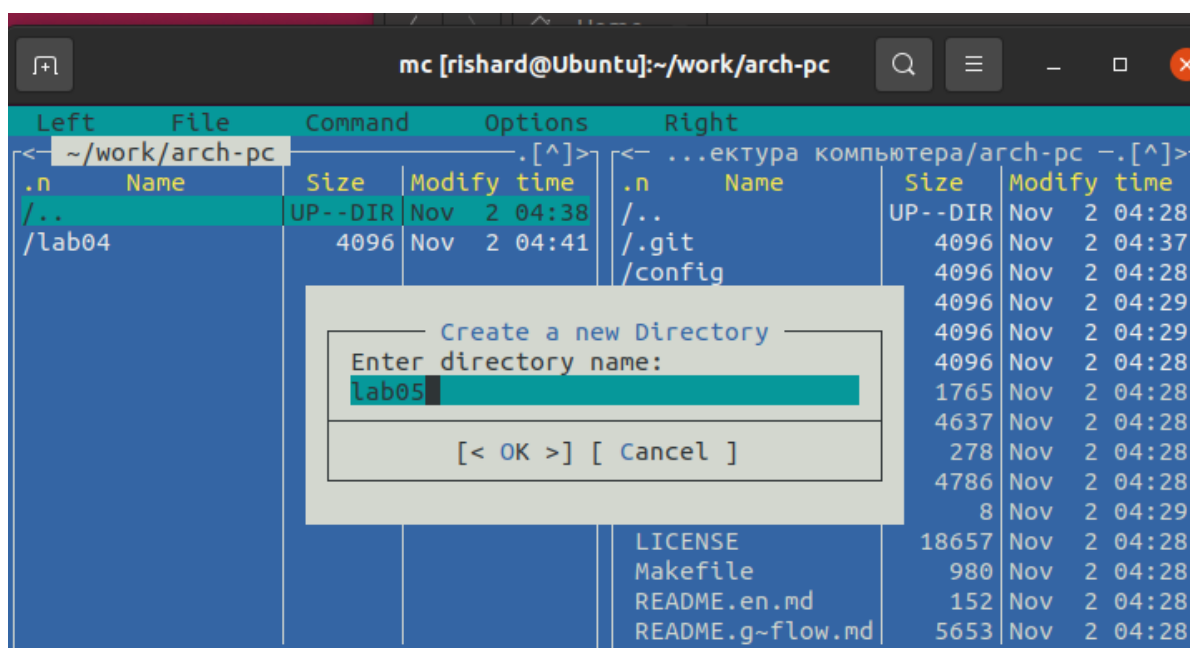 mc [rishard@Ubuntu]:~/work/arch-pc
Left File Command Options Right
<─ ~/work/arch-pc ─.[^]> <─ ...ектура компьютера/arch-pc ─.[^]>
.n Name Size Modify time .n Name Size Modify time
/.. UP--DIR Nov 2 04:38 /.. UP--DIR Nov 2 04:28
/lab04 4096 Nov 2 04:41 /.git 4096 Nov 2 04:37
/config 4096 Nov 2 04:28
4096 Nov 2 04:29
Create a new Directory 4096 Nov 2 04:29
Enter directory name: 4096 Nov 2 04:28
lab05 1765 Nov 2 04:28
4637 Nov 2 04:28
[< OK >] [ Cancel ] 278 Nov 2 04:28
4786 Nov 2 04:28
8 Nov 2 04:29
LICENSE 18657 Nov 2 04:28
Makefile 980 Nov 2 04:28
README.en.md 152 Nov 2 04:28
README.g~flow.md 5653 Nov 2 04:28